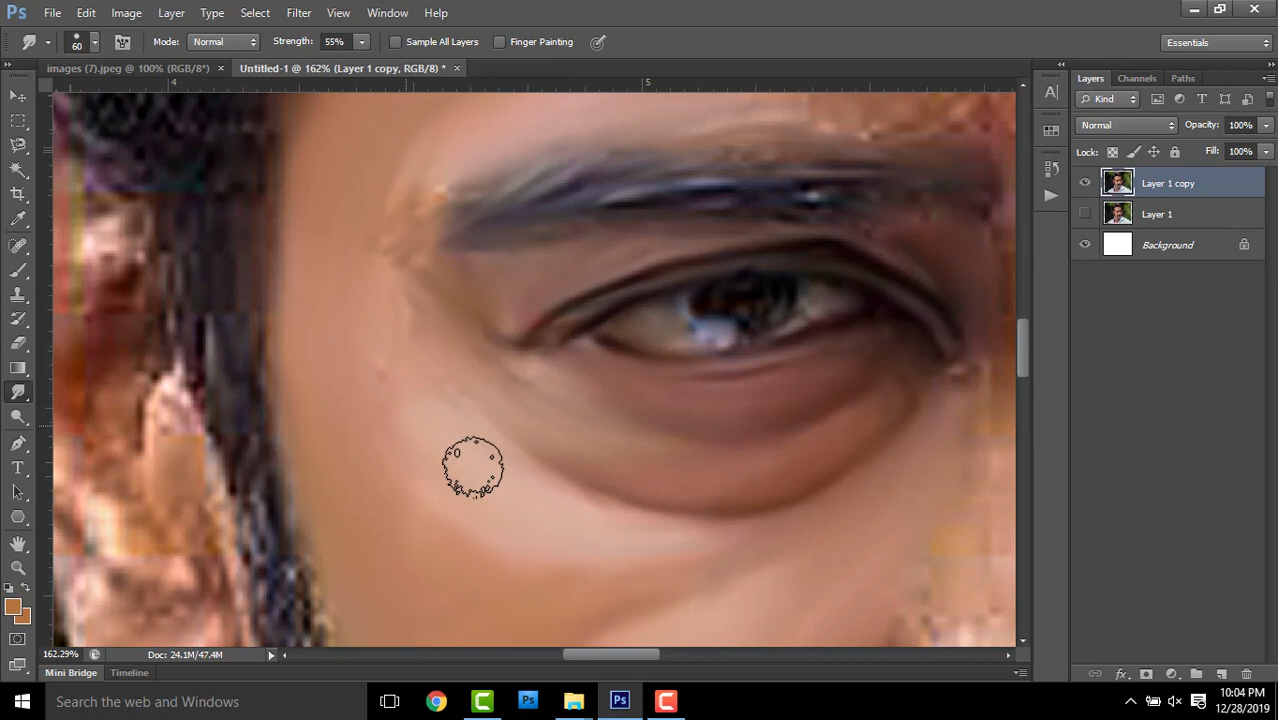 Ps File Edit Image Layer Type Select Filter View Window Help
60 Mode: Normal Strength: 55% Sample All Layers Finger Painting Essentials
images (7).jpeg @ 100% (RGB/8*) × Untitled-1 @ 162% (Layer 1 copy, RGB/8) * ×
4 5
Layers Channels Paths
Kind
Normal Opacity: 100%
Lock: Fill: 100%
Layer 1 copy
Layer 1
Background
162.29% Doc: 24.1M/47.4M
Mini Bridge Timeline
Search the web and Windows
10:04 PM
12/28/2019